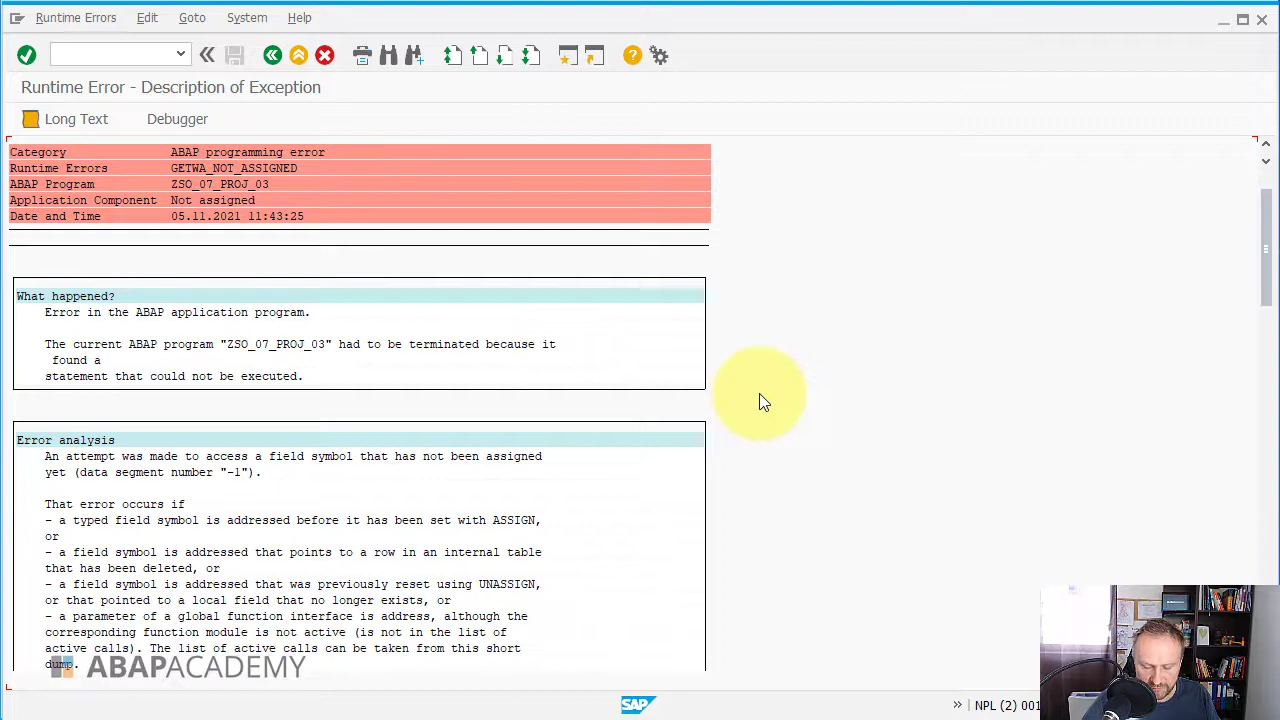 Runtime Errors Edit Goto System Help
Runtime Error - Description of Exception
Long Text Debugger
Category ABAP programming error
Runtime Errors GETWA_NOT_ASSIGNED
ABAP Program ZSO_07_PROJ_03
Application Component Not assigned
Date and Time 05.11.2021 11:43:25
What happened?
Error in the ABAP application program.
The current ABAP program "ZSO_07_PROJ_03" had to be terminated because it
found a
statement that could not be executed.
Error analysis
An attempt was made to access a field symbol that has not been assigned
yet (data segment number "-1").
That error occurs if
- a typed field symbol is addressed before it has been set with ASSIGN,
or
- a field symbol is addressed that points to a row in an internal table
that has been deleted, or
- a field symbol is addressed that was previously reset using UNASSIGN,
or that pointed to a local field that no longer exists, or
- a parameter of a global function interface is address, although the
corresponding function module is not active (is not in the list of
active calls). The list of active calls can be taken from this short
dump.
ABAPACADEMY
SAP
NPL (2) 001